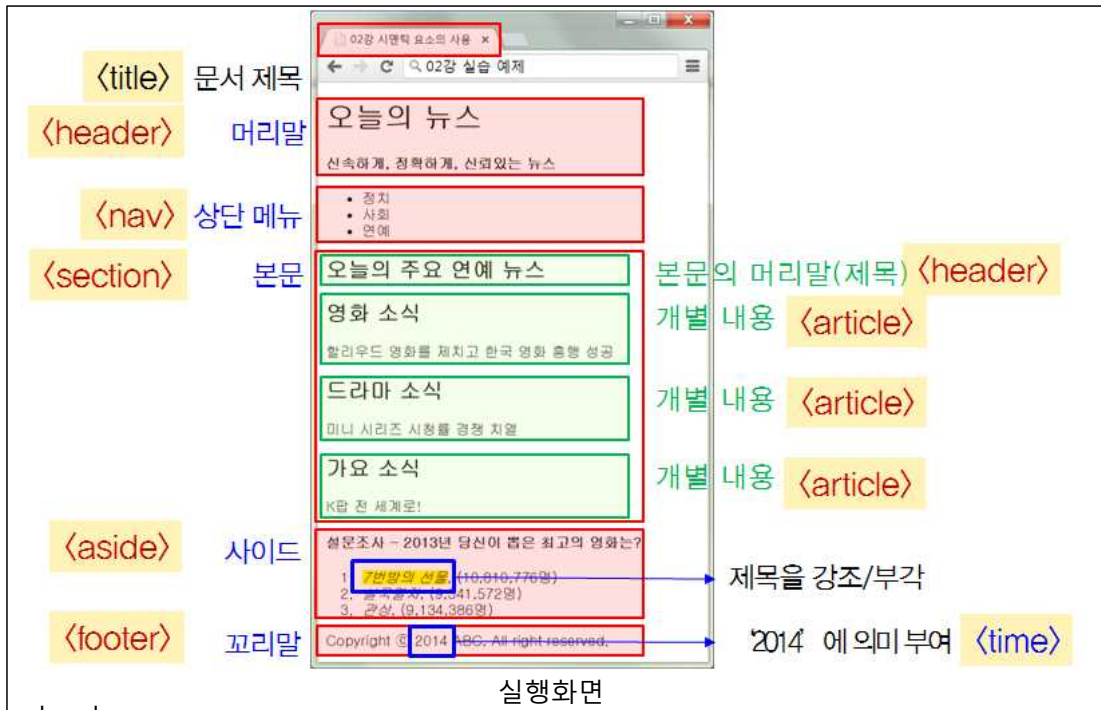 02강 시맨틱 요소의 사용 ×
02강 실습 예제
〈title〉 문서 제목
〈header〉 머리말
오늘의 뉴스
신속하게, 정확하게, 신뢰있는 뉴스
〈nav〉 상단 메뉴
• 정치
• 사회
• 연예
〈section〉 본문
오늘의 주요 연예 뉴스
본문의 머리말(제목) 〈header〉
영화 소식
할리우드 영화를 제치고 한국 영화 흥행 성공
개별 내용 〈article〉
드라마 소식
미니 시리즈 시청률 경쟁 치열
개별 내용 〈article〉
가요 소식
K팝 전 세계로!
개별 내용 〈article〉
〈aside〉 사이드
설문조사 - 2013년 당신이 뽑은 최고의 영화는?
1. 7번방의 선물, (10,810,776명)
제목을 강조/부각
2. (9,341,572명)
3. 관상, (9,134,386명)
〈footer〉 꼬리말
Copyright ⓒ 2014 ABC. All right reserved.
'2014' 에 의미 부여 〈time〉
실행화면